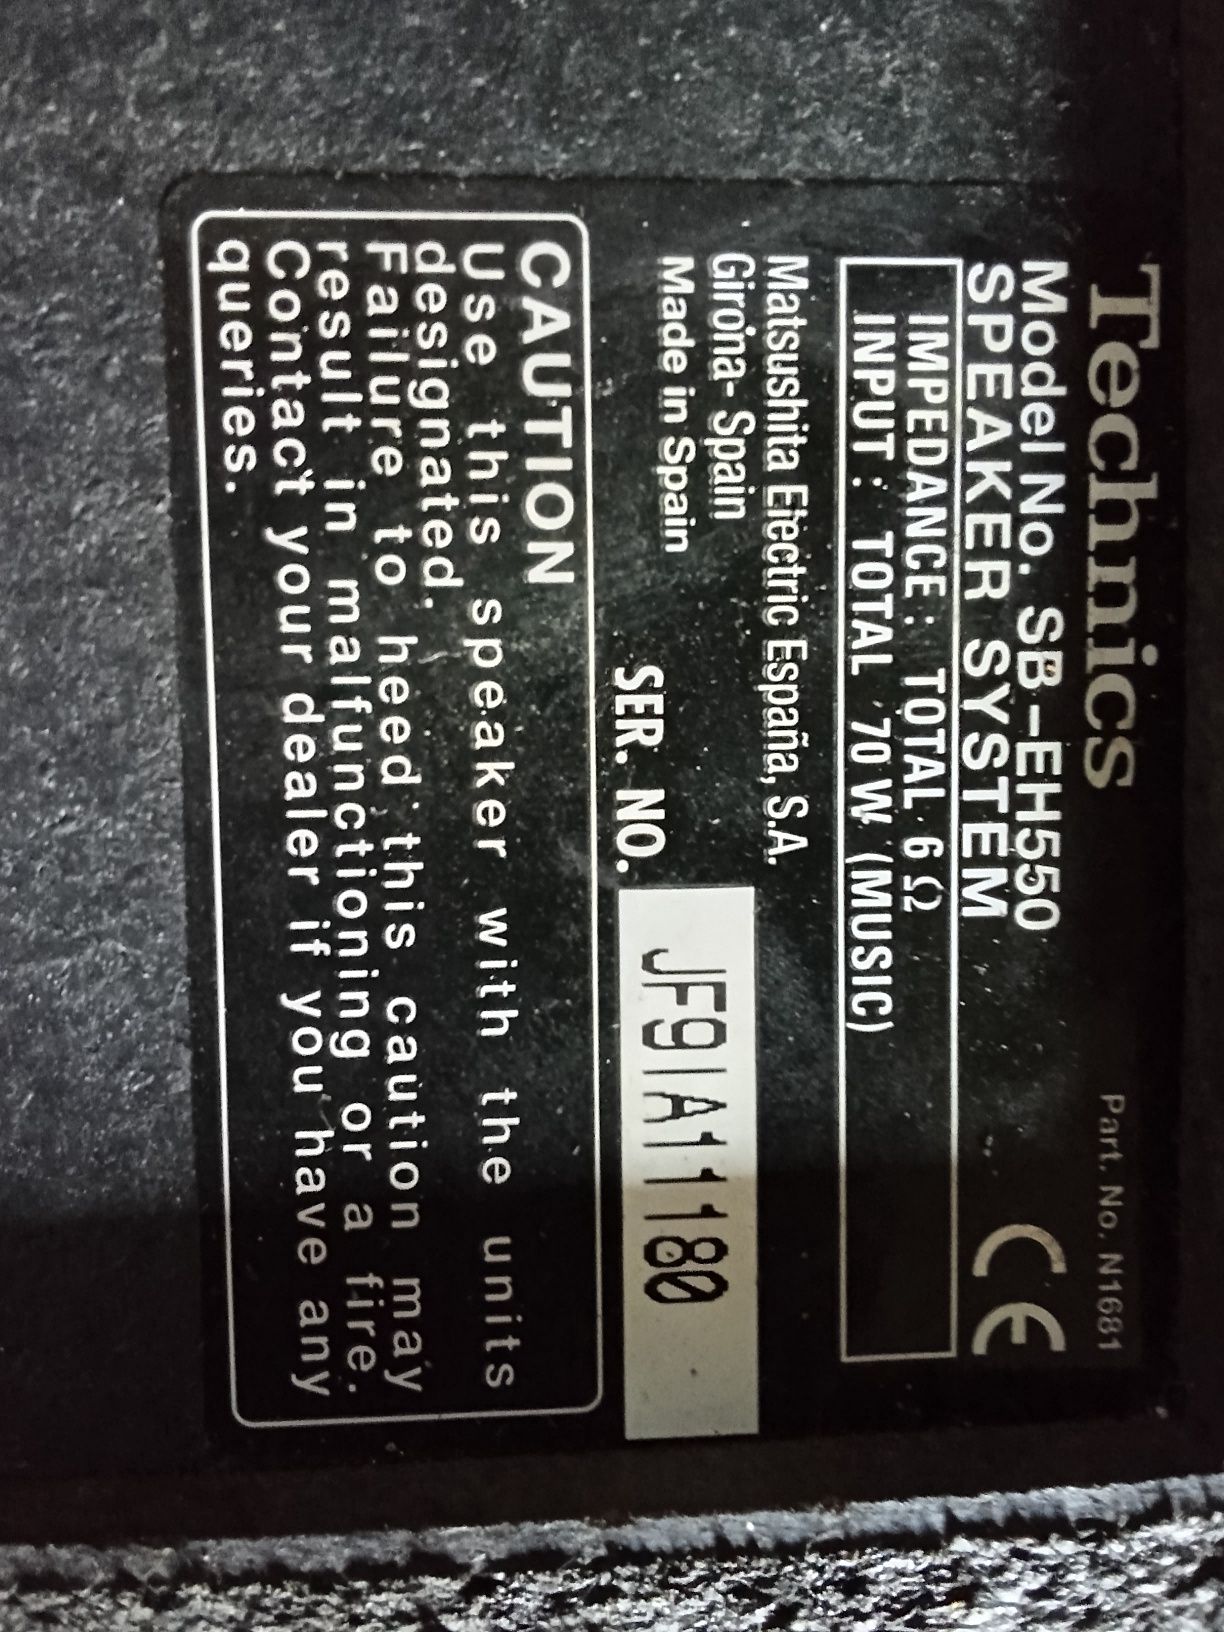 Technics
Part. No. N1681
Model No. SB-EH550
SPEAKER SYSTEM
CE
IMPEDANCE : TOTAL 6 Ω
INPUT : TOTAL 70 W (MUSIC)
Matsushita Electric España, S.A.
Girona- Spain
Made in Spain
SER. NO. JF9IA11180
CAUTION
Use this speaker with the units
designated.
Failure to heed this caution may
result in malfunctioning or a fire.
Contact your dealer if you have any
queries.